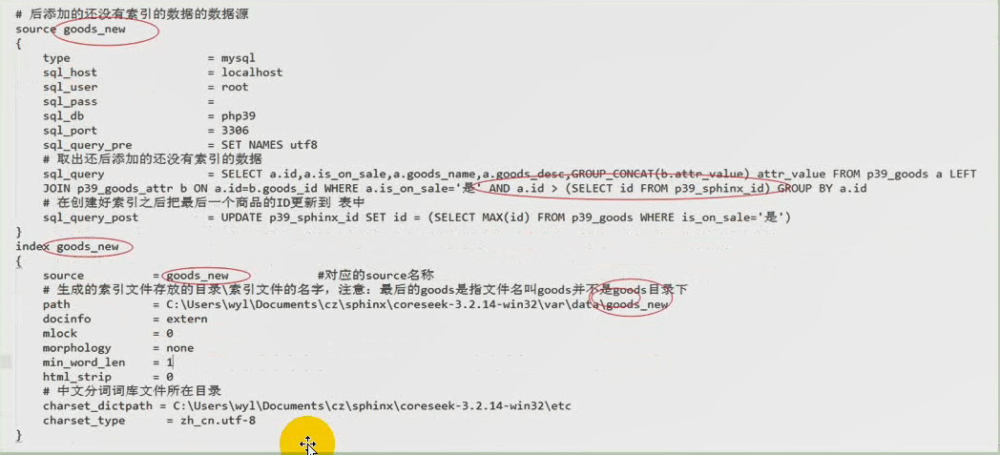 # 后添加的还没有索引的数据的数据源
source goods_new
{
type = mysql
sql_host = localhost
sql_user = root
sql_pass =
sql_db = php39
sql_port = 3306
sql_query_pre = SET NAMES utf8
# 取出还后添加的还没有索引的数据
sql_query = SELECT a.id,a.is_on_sale,a.goods_name,a.goods_desc,GROUP_CONCAT(b.attr_value) attr_value FROM p39_goods a LEFT
JOIN p39_goods_attr b ON a.id=b.goods_id WHERE a.is_on_sale='是' AND a.id > (SELECT id FROM p39_sphinx_id) GROUP BY a.id
# 在创建好索引之后把最后一个商品的ID更新到 表中
sql_query_post = UPDATE p39_sphinx_id SET id = (SELECT MAX(id) FROM p39_goods WHERE is_on_sale='是')
}
index goods_new
{
source = goods_new #对应的source名称
# 生成的索引文件存放的目录\索引文件的名字，注意：最后的goods是指文件名叫goods并不是goods目录下
path = C:\Users\wyl\Documents\cz\sphinx\coreseek-3.2.14-win32\var\data\goods_new
docinfo = extern
mlock = 0
morphology = none
min_word_len = 1
html_strip = 0
# 中文分词词库文件所在目录
charset_dictpath = C:\Users\wyl\Documents\cz\sphinx\coreseek-3.2.14-win32\etc
charset_type = zh_cn.utf-8
}